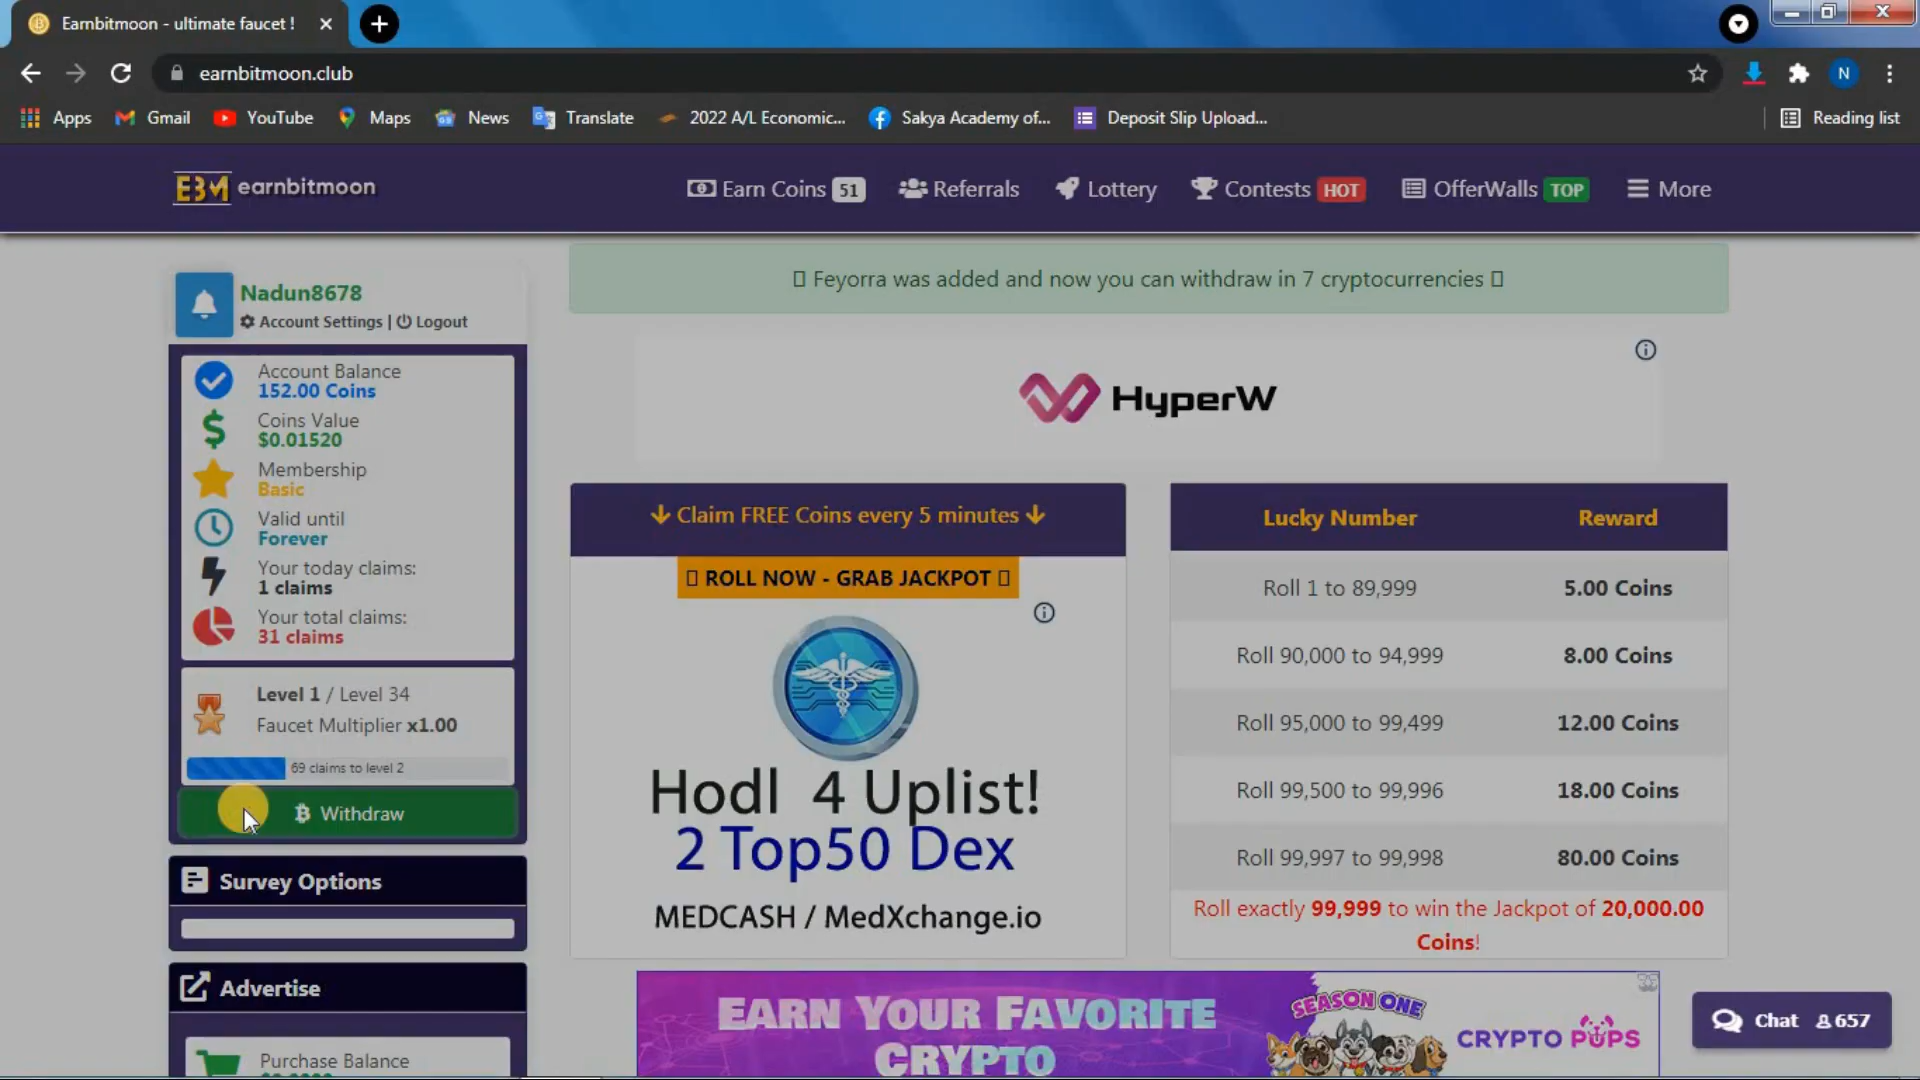 Earnbitmoon - ultimate faucet !
earnbitmoon.club
N
Apps
Gmail
YouTube
Maps
News
Translate
2022 A/L Economic...
Sakya Academy of...
Deposit Slip Upload...
Reading list
EBM earnbitmoon
Earn Coins 51
Referrals
Lottery
Contests HOT
OfferWalls TOP
More
Nadun8678
Account Settings | Logout
Account Balance
152.00 Coins
Coins Value
$0.01520
Membership
Basic
Valid until
Forever
Your today claims:
1 claims
Your total claims:
31 claims
Level 1 / Level 34
Faucet Multiplier x1.00
69 claims to level 2
Withdraw
Survey Options
Advertise
Purchase Balance
Feyorra was added and now you can withdraw in 7 cryptocurrencies
HyperW
Claim FREE Coins every 5 minutes
ROLL NOW - GRAB JACKPOT
Hodl 4 Uplist!
2 Top50 Dex
MEDCASH / MedXchange.io
Lucky Number Reward
Roll 1 to 89,999 5.00 Coins
Roll 90,000 to 94,999 8.00 Coins
Roll 95,000 to 99,499 12.00 Coins
Roll 99,500 to 99,996 18.00 Coins
Roll 99,997 to 99,998 80.00 Coins
Roll exactly 99,999 to win the Jackpot of 20,000.00
Coins!
EARN YOUR FAVORITE
CRYPTO
SEASON ONE
CRYPTO PUPS
Chat 657